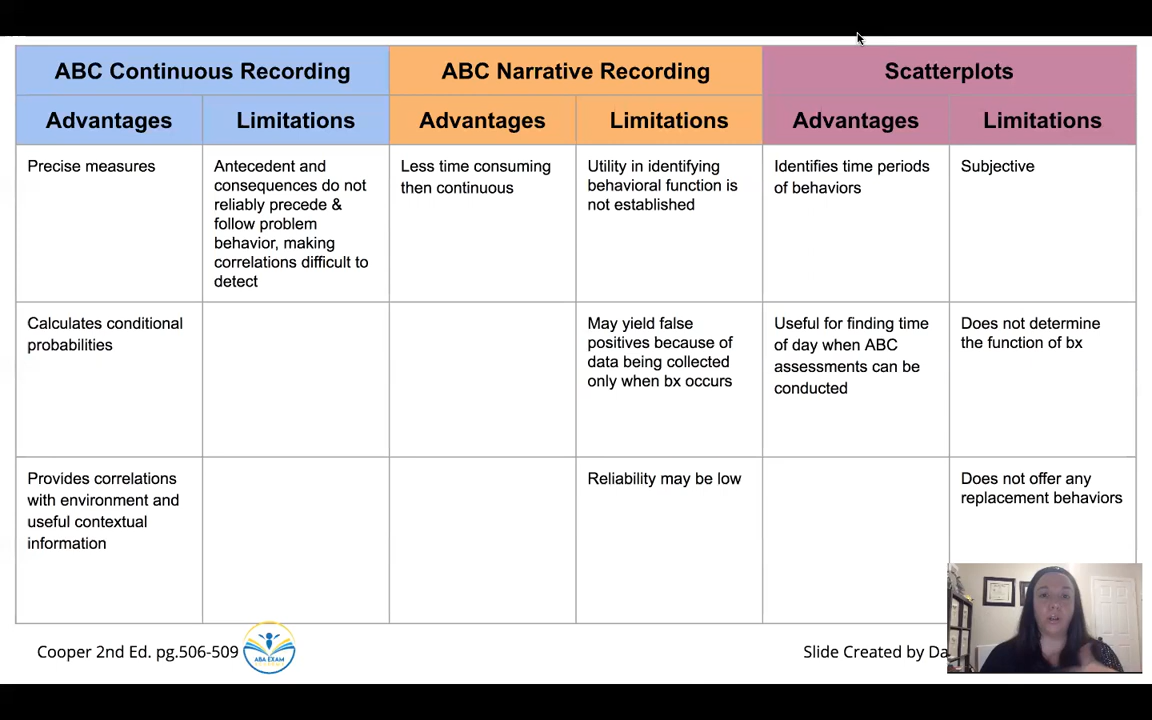 ABC Continuous Recording
ABC Narrative Recording
Scatterplots
Advantages
Limitations
Advantages
Limitations
Advantages
Limitations
Precise measures
Antecedent and
consequences do not
reliably precede &
follow problem
behavior, making
correlations difficult to
detect
Less time consuming
then continuous
Utility in identifying
behavioral function is
not established
Identifies time periods
of behaviors
Subjective
Calculates conditional
probabilities
May yield false
positives because of
data being collected
only when bx occurs
Useful for finding time
of day when ABC
assessments can be
conducted
Does not determine
the function of bx
Provides correlations
with environment and
useful contextual
information
Reliability may be low
Does not offer any
replacement behaviors
Cooper 2nd Ed. pg.506-509
ABA EXAM
Slide Created by Da